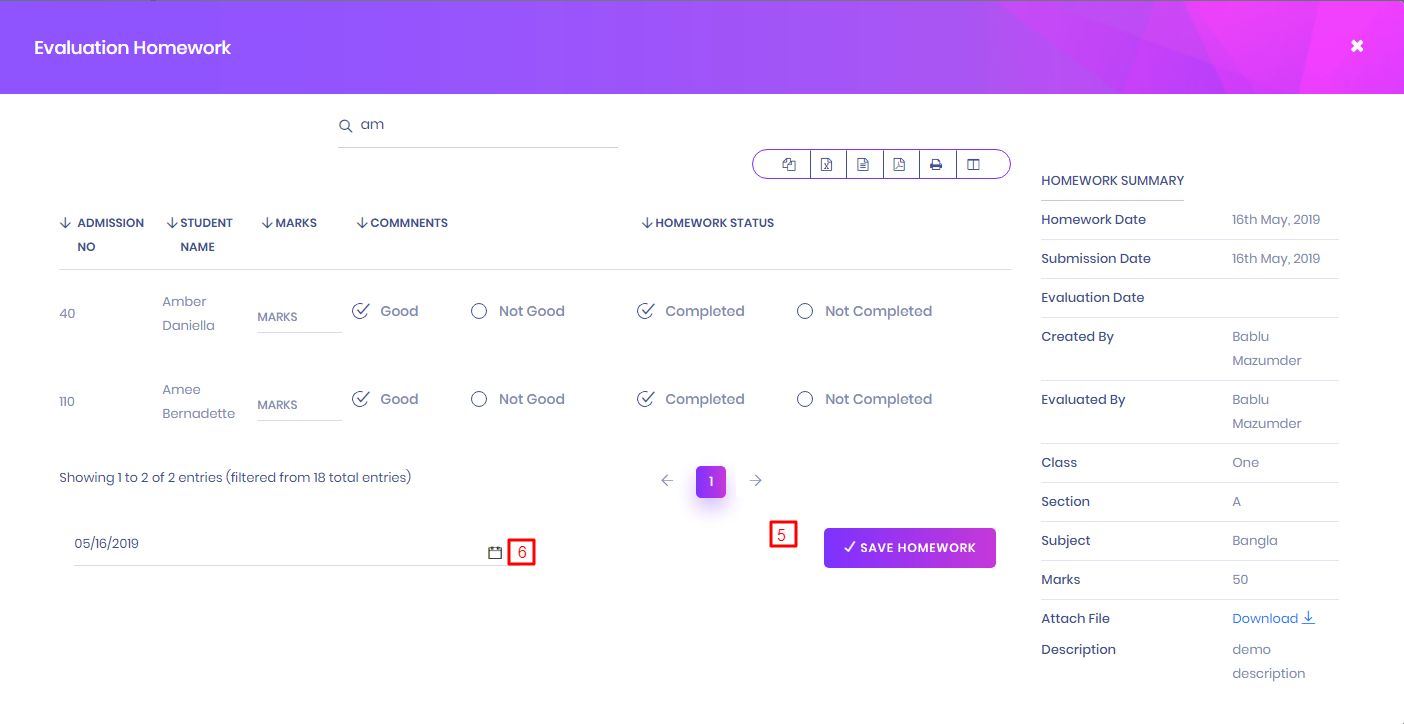 Evaluation Homework
am
ADMISSION NO
STUDENT NAME
MARKS
COMMNENTS
HOMEWORK STATUS
40
Amber Daniella
MARKS
Good
Not Good
Completed
Not Completed
110
Amee Bernadette
MARKS
Good
Not Good
Completed
Not Completed
Showing 1 to 2 of 2 entries (filtered from 18 total entries)
1
05/16/2019
6
5
SAVE HOMEWORK
HOMEWORK SUMMARY
Homework Date 16th May, 2019
Submission Date 16th May, 2019
Evaluation Date
Created By Bablu Mazumder
Evaluated By Bablu Mazumder
Class One
Section A
Subject Bangla
Marks 50
Attach File Download
Description demo description